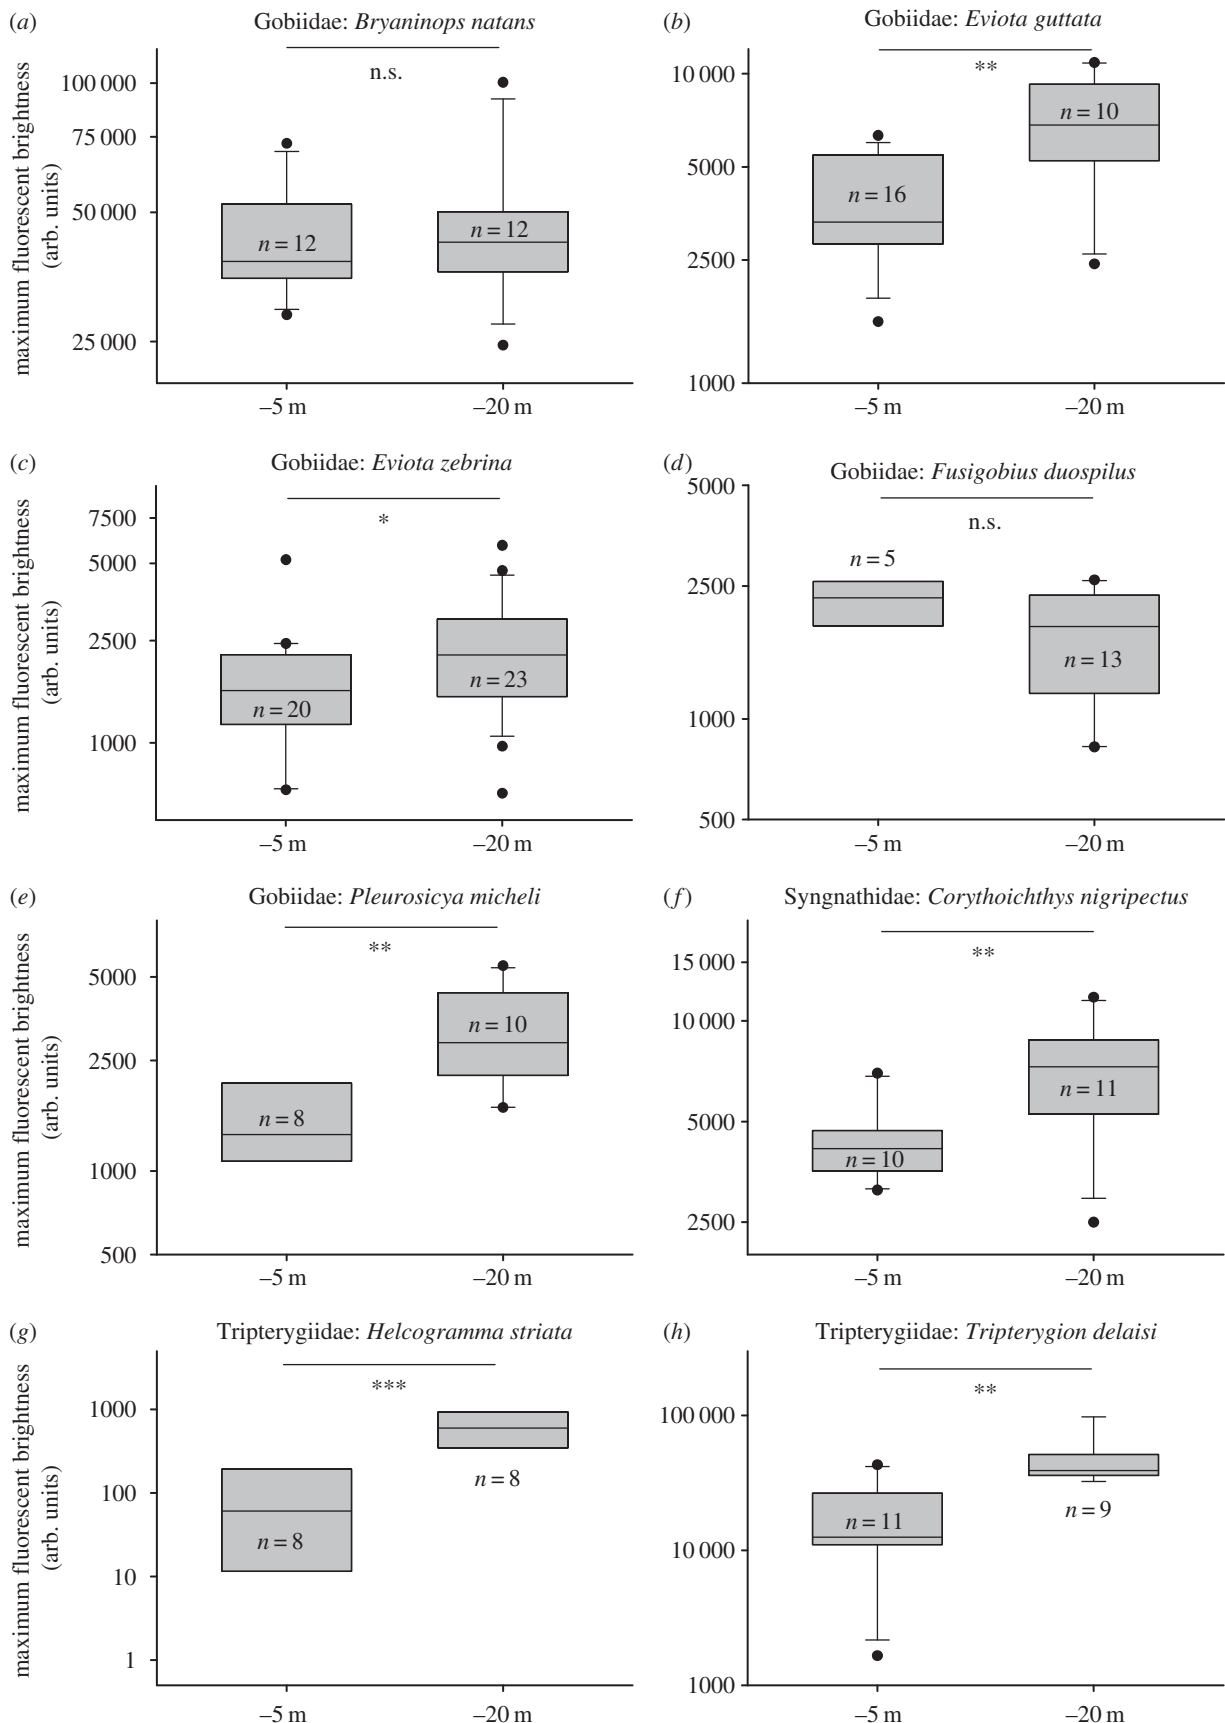 (a)
Gobiidae: Bryaninops natans
n.s.
maximum fluorescent brightness
(arb. units)
100 000
75 000
50 000
25 000
n = 12
n = 12
–5 m
–20 m
(b)
Gobiidae: Eviota guttata
**
10 000
5000
2500
1000
n = 16
n = 10
–5 m
–20 m
(c)
Gobiidae: Eviota zebrina
*
maximum fluorescent brightness
(arb. units)
7500
5000
2500
1000
n = 20
n = 23
–5 m
–20 m
(d)
Gobiidae: Fusigobius duospilus
n.s.
5000
2500
1000
500
n = 5
n = 13
–5 m
–20 m
(e)
Gobiidae: Pleurosicya micheli
**
maximum fluorescent brightness
(arb. units)
5000
2500
1000
500
n = 8
n = 10
–5 m
–20 m
(f)
Syngnathidae: Corythoichthys nigripectus
**
15 000
10 000
5000
2500
n = 10
n = 11
–5 m
–20 m
(g)
Tripterygiidae: Helcogramma striata
***
maximum fluorescent brightness
(arb. units)
1000
100
10
1
n = 8
n = 8
–5 m
–20 m
(h)
Tripterygiidae: Tripterygion delaisi
**
100 000
10 000
1000
n = 11
n = 9
–5 m
–20 m